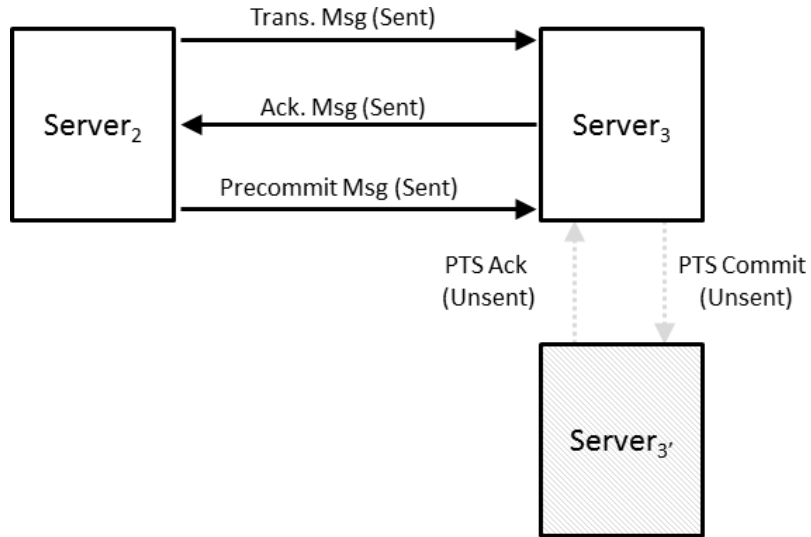 Trans. Msg (Sent)
Server₂
Ack. Msg (Sent)
Server₃
Precommit Msg (Sent)
PTS Ack
(Unsent)
PTS Commit
(Unsent)
Server₃'